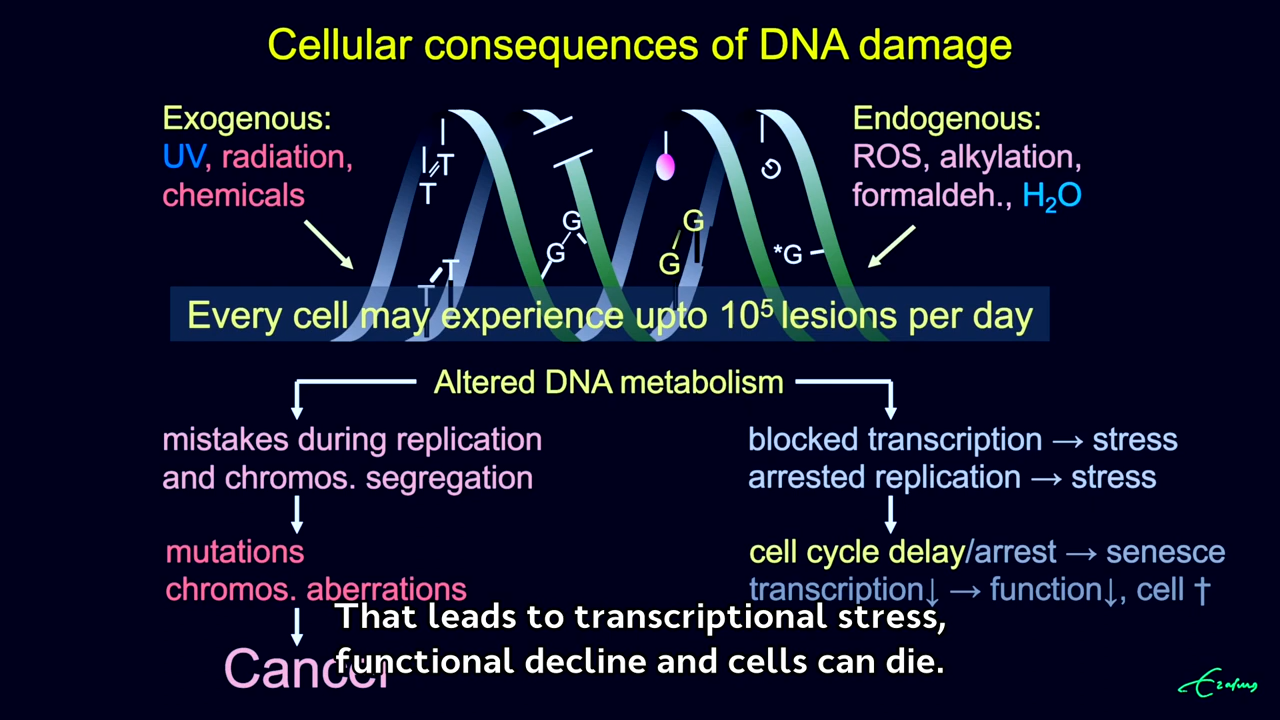 Cellular consequences of DNA damage
Exogenous:
UV, radiation,
chemicals
Endogenous:
ROS, alkylation,
formaldeh., H₂O
T
T
G
G
G
G
G
*G
T
T
Every cell may experience upto 10⁵ lesions per day
Altered DNA metabolism
mistakes during replication
and chromos. segregation
blocked transcription → stress
arrested replication → stress
mutations
chromos. aberrations
cell cycle delay/arrest → senesce
transcription↓ → function↓, cell †
Cancer
That leads to transcriptional stress,
functional decline and cells can die.